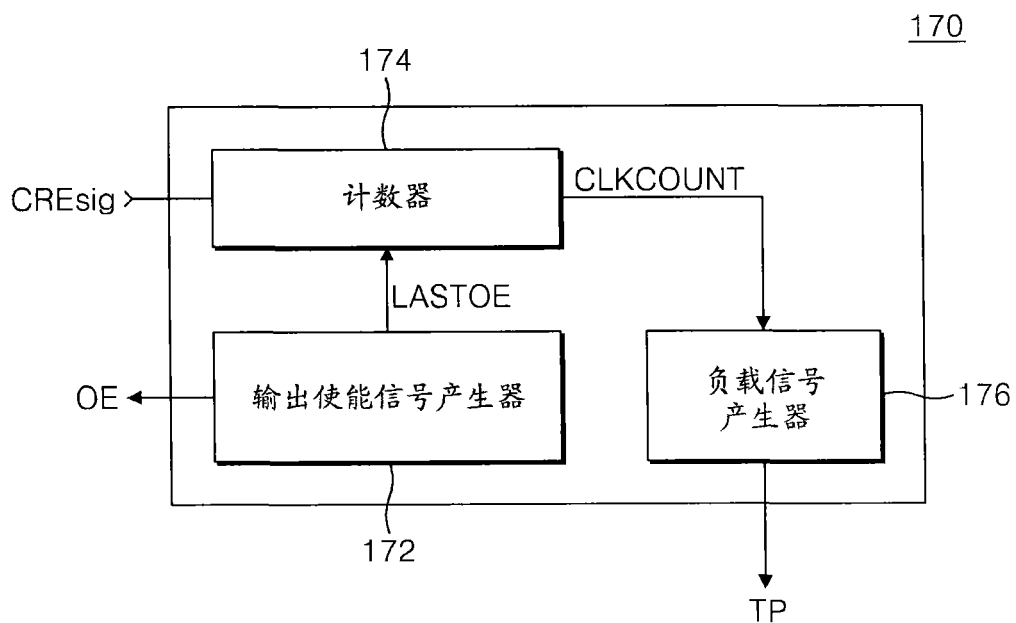 170
174
CREsig
计数器
CLKCOUNT
LASTOE
OE
输出使能信号产生器
负载信号
产生器
176
172
TP